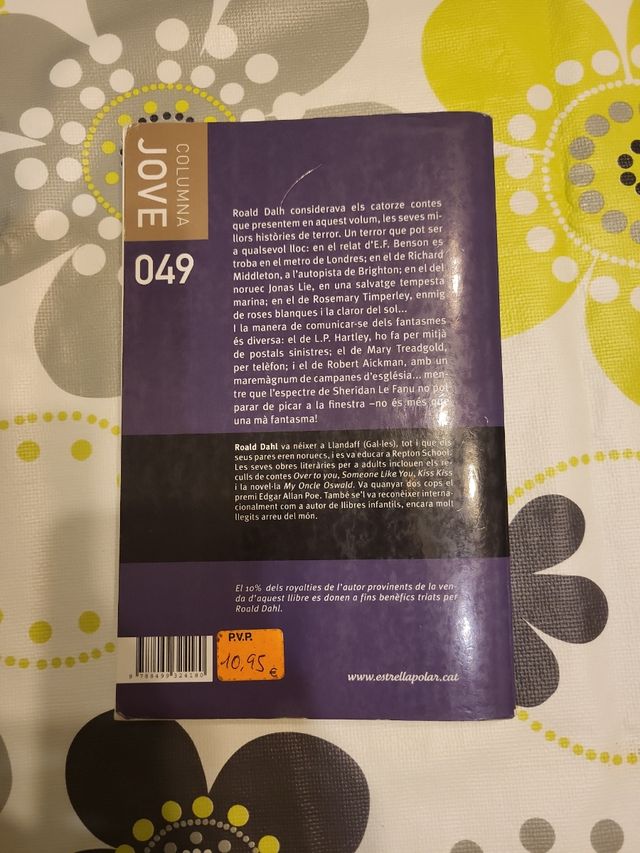 COLUMNA
JOVE
049
Roald Dalh considerava els catorze contes
que presentem en aquest volum, les seves mi-
llors històries de terror. Un terror que pot ser
a qualsevol lloc: en el relat d'E.F. Benson es
troba en el metro de Londres; en el de Richard
Middleton, a l'autopista de Brighton; en el del
noruec Jonas Lie, en una salvatge tempesta
marina; en el de Rosemary Timperley, enmig
de roses blanques i la claror del sol...
I la manera de comunicar-se dels fantasmes
és diversa: el de L.P. Hartley, ho fa per mitjà
de postals sinistres; el de Mary Treadgold,
per telèfon; i el de Robert Aickman, amb un
maremàgnum de campanes d'església... men-
tre que l'espectre de Sheridan Le Fanu no pot
parar de picar a la finestra –no és més que
una mà fantasma!
Roald Dahl va néixer a Llandaff (Gal·les), tot i que els
seus pares eren noruecs, i es va educar a Repton School.
Les seves obres literàries per a adults inclouen els re-
culls de contes Over to you, Someone Like You, Kiss Kiss
i la novel·la My Oncle Oswald. Va guanyar dos cops el
premi Edgar Allan Poe. També se'l va reconèixer interna-
cionalment com a autor de llibres infantils, encara molt
llegits arreu del món.
El 10% dels royalties de l'autor provinents de la ven-
da d'aquest llibre es donen a fins benèfics triats per
Roald Dahl.
P.V.P.
10,95 €
9 788499 324180
www.estrellapolar.cat